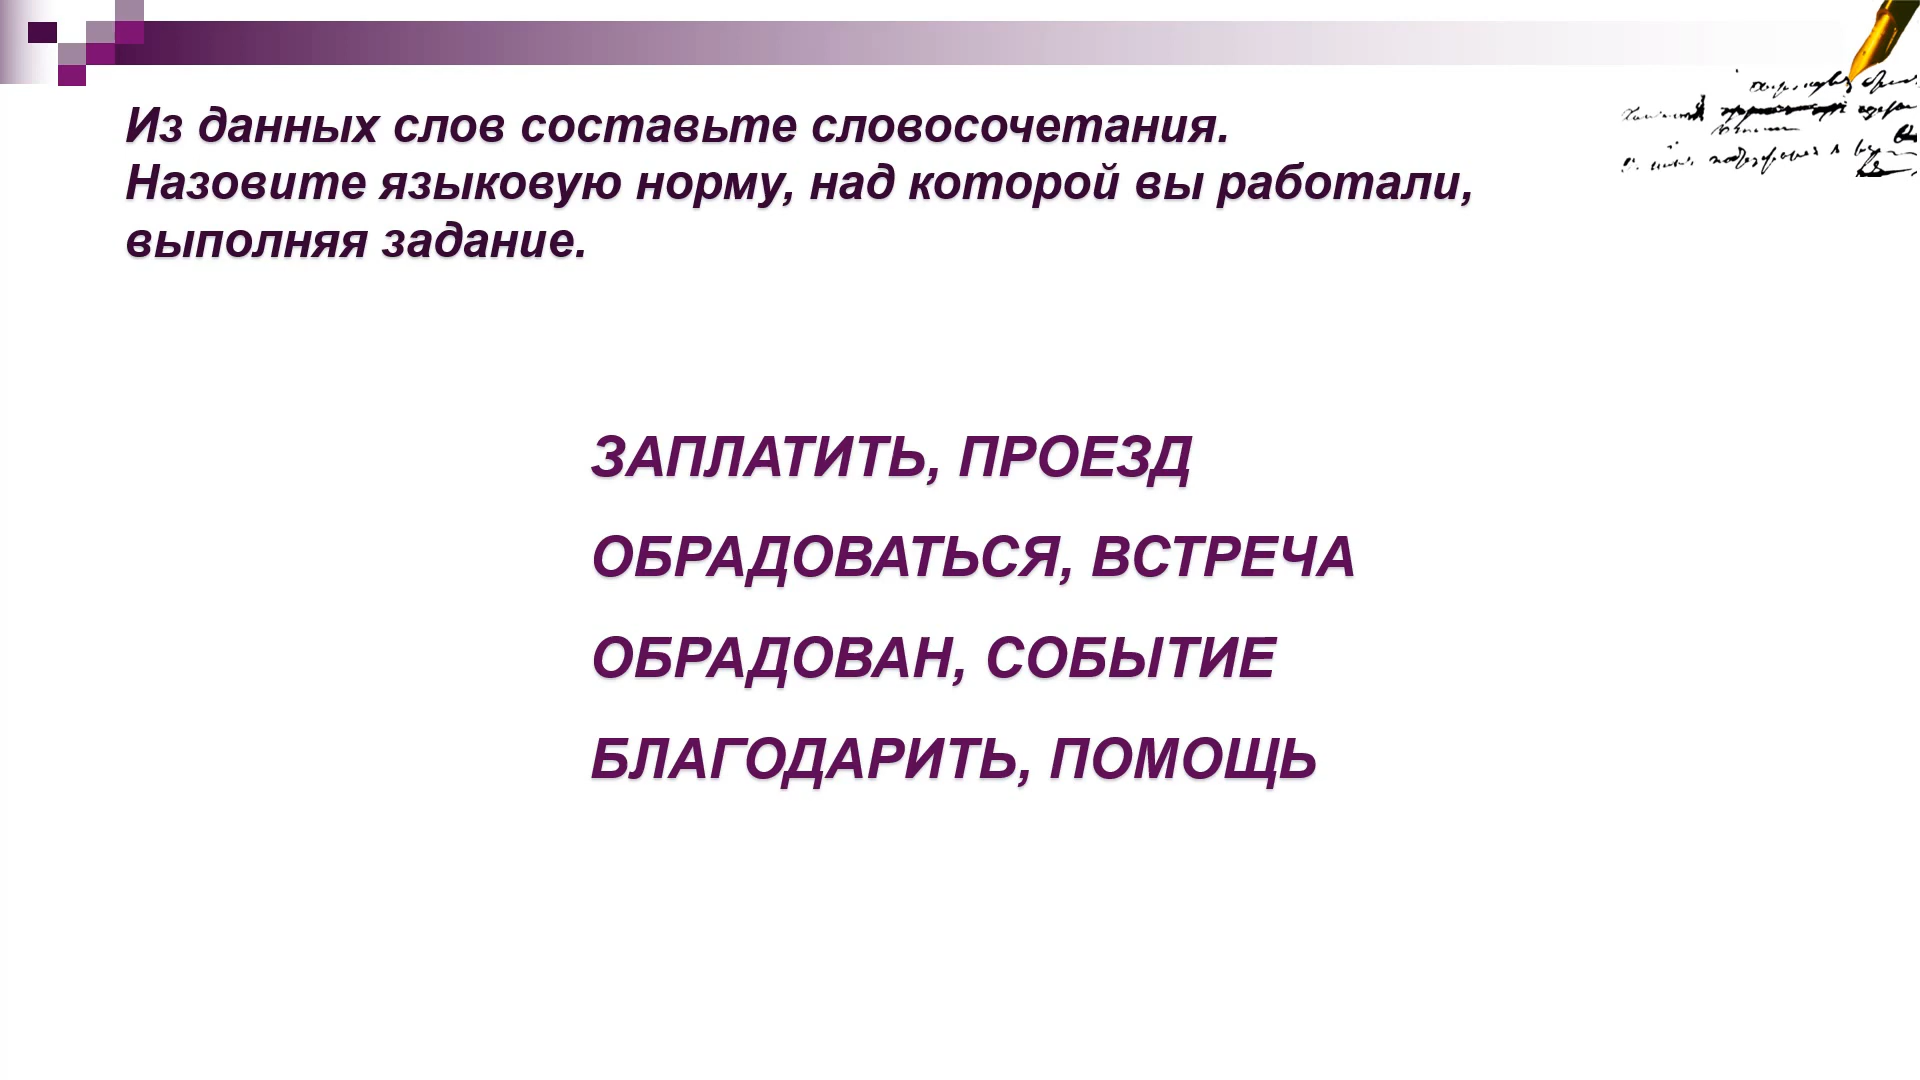 Из данных слов составьте словосочетания.
Назовите языковую норму, над которой вы работали,
выполняя задание.
ЗАПЛАТИТЬ, ПРОЕЗД
ОБРАДОВАТЬСЯ, ВСТРЕЧА
ОБРАДОВАН, СОБЫТИЕ
БЛАГОДАРИТЬ, ПОМОЩЬ